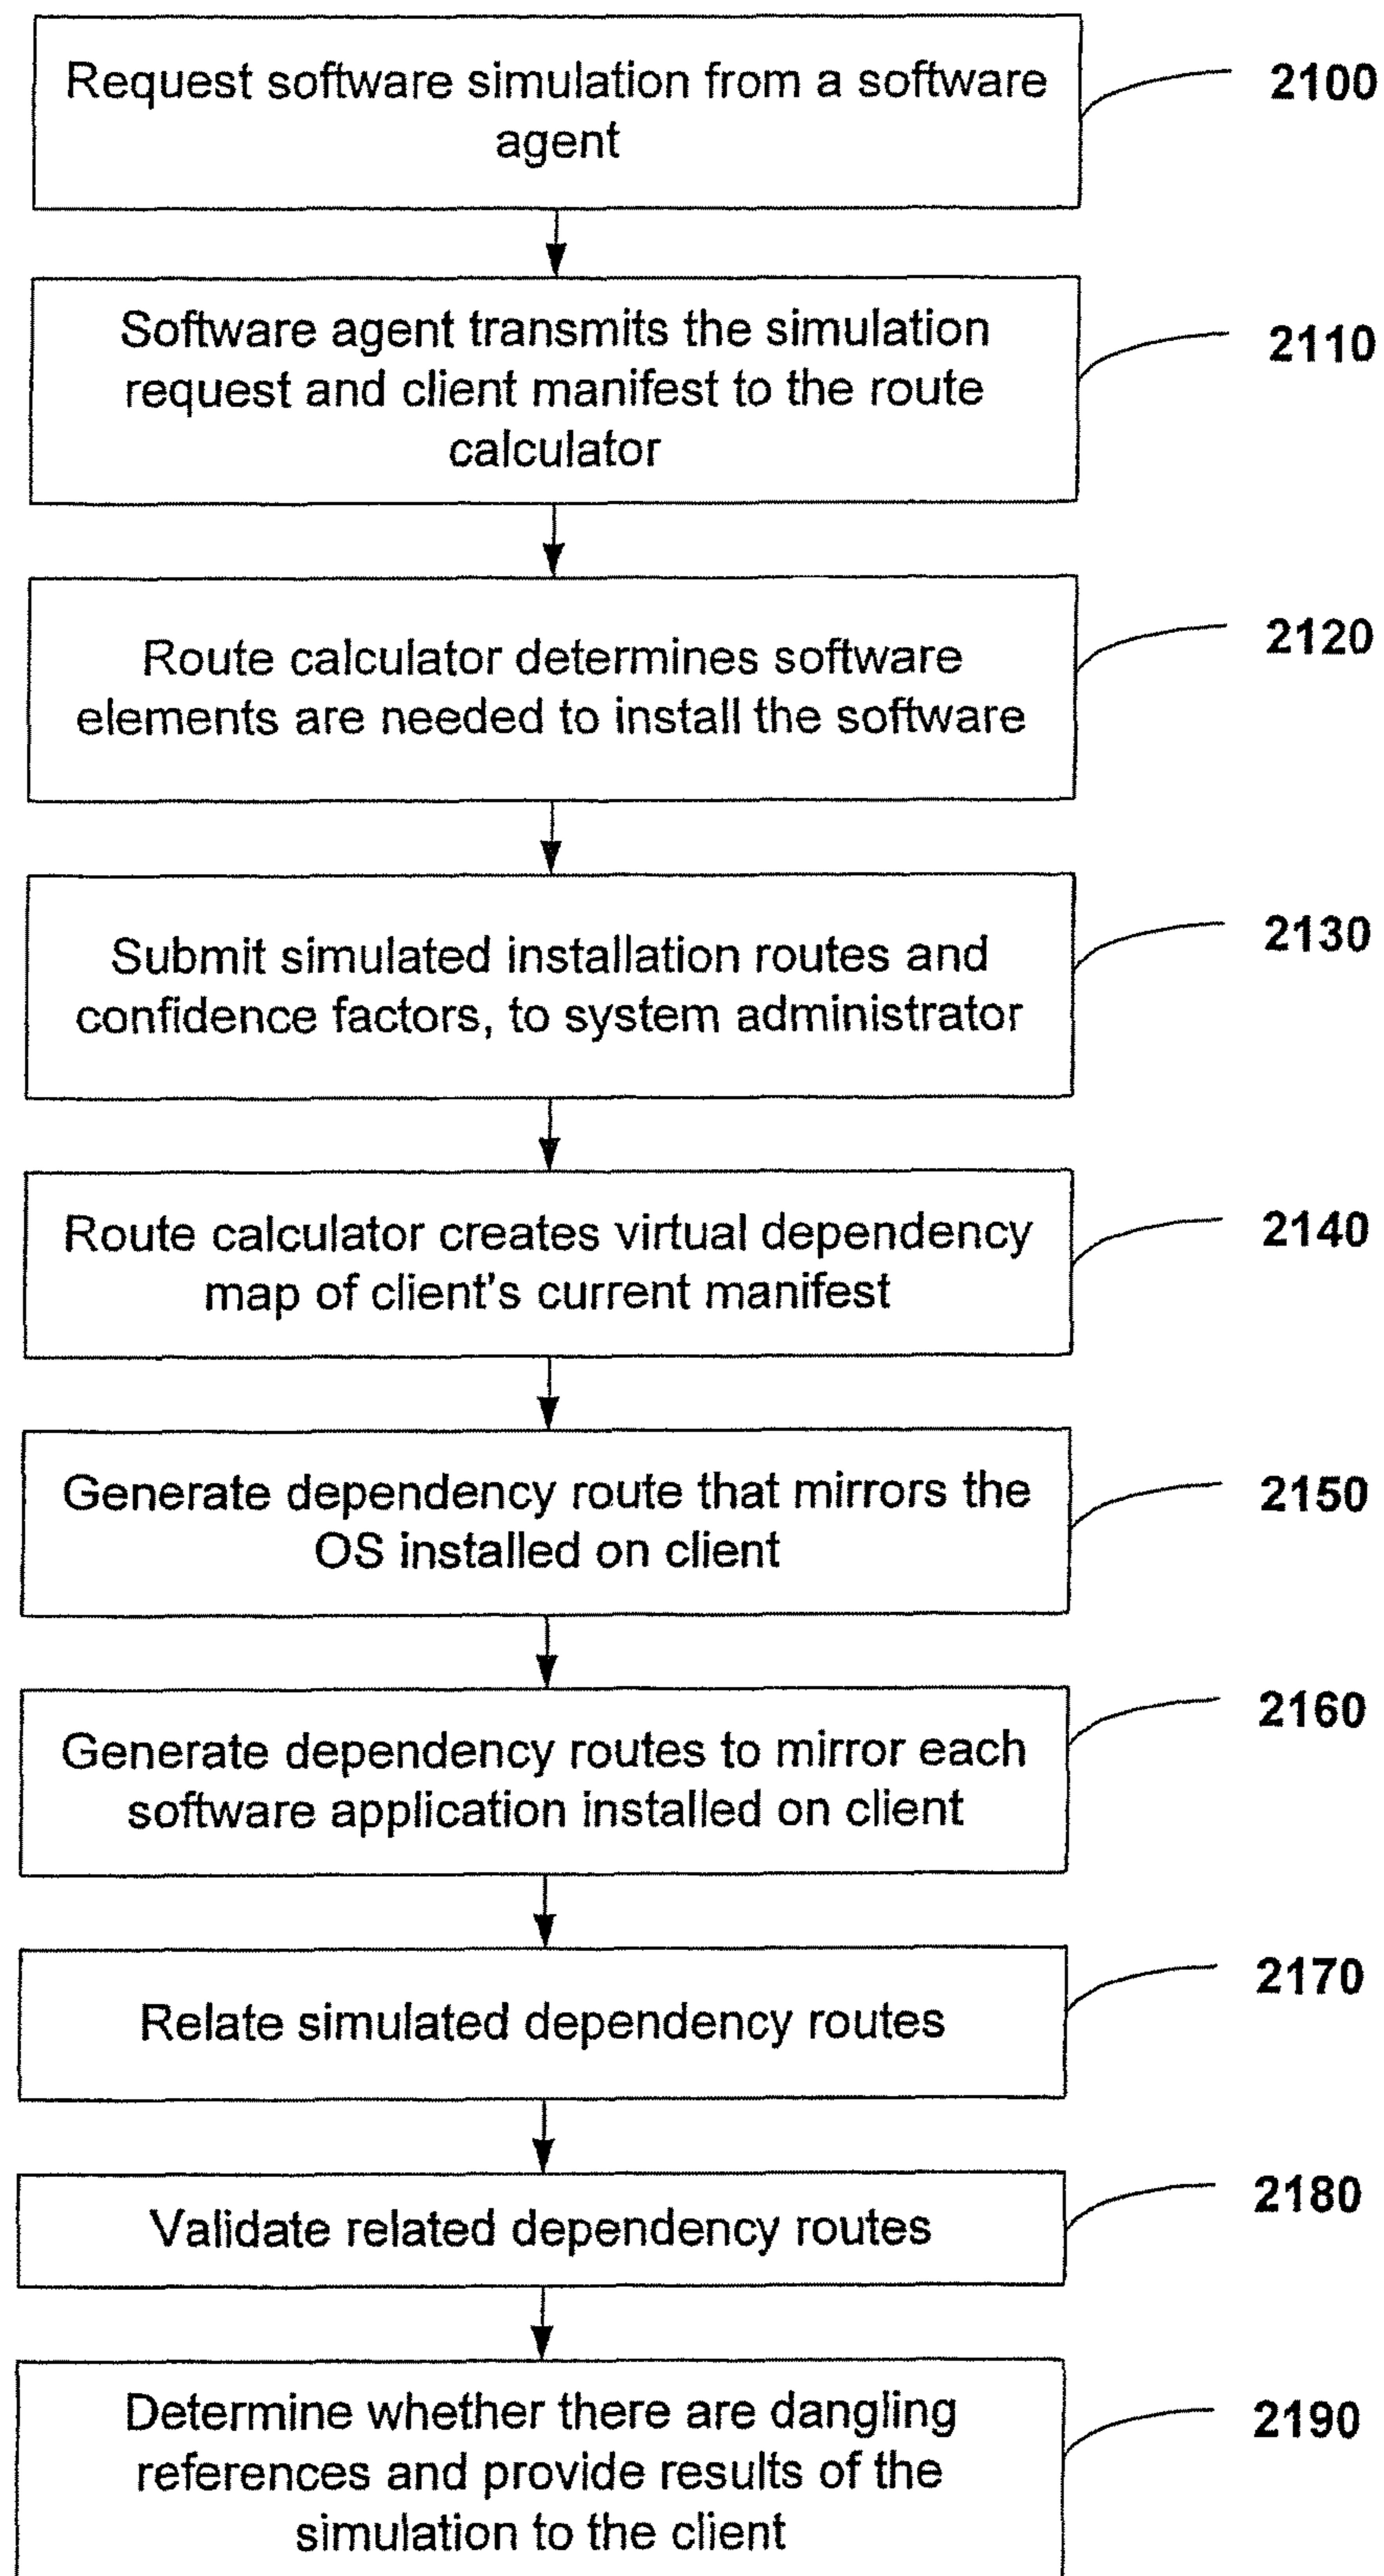 Request software simulation from a software
agent
2100
Software agent transmits the simulation
request and client manifest to the route
calculator
2110
Route calculator determines software
elements are needed to install the software
2120
Submit simulated installation routes and
confidence factors, to system administrator
2130
Route calculator creates virtual dependency
map of client's current manifest
2140
Generate dependency route that mirrors the
OS installed on client
2150
Generate dependency routes to mirror each
software application installed on client
2160
Relate simulated dependency routes
2170
Validate related dependency routes
2180
Determine whether there are dangling
references and provide results of the
simulation to the client
2190